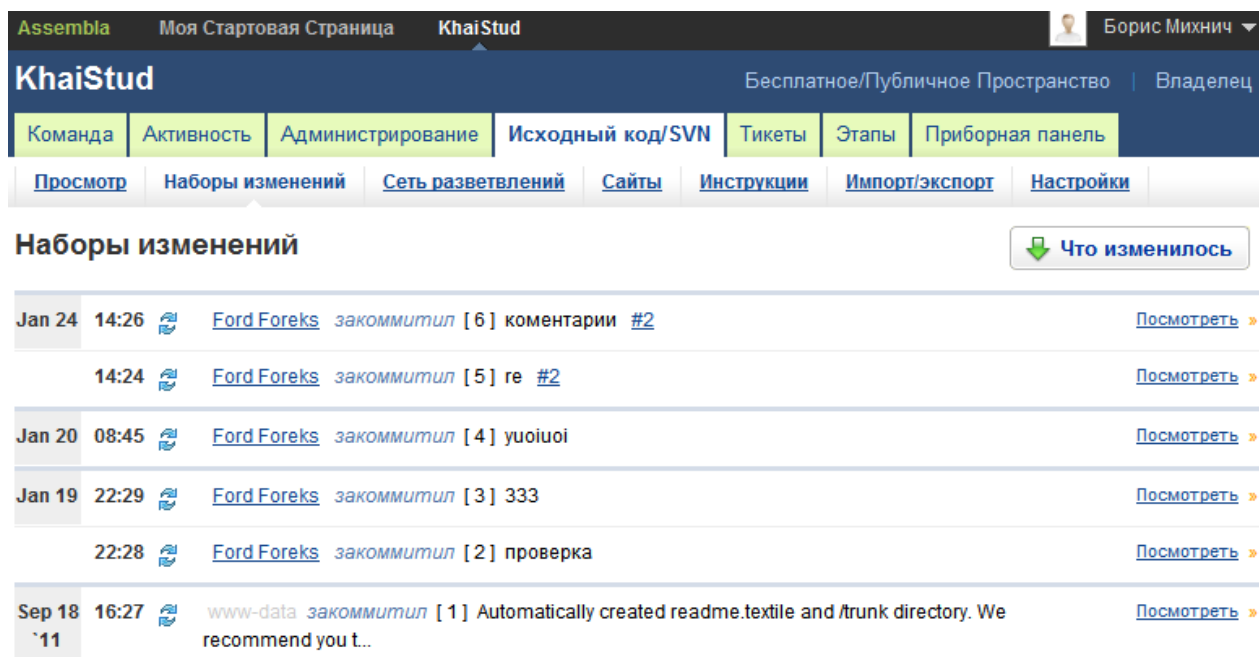 Assembla Моя Стартовая Страница KhaiStud Борис Михнич
KhaiStud Бесплатное/Публичное Пространство | Владелец
Команда Активность Администрирование Исходный код/SVN Тикеты Этапы Приборная панель
Просмотр Наборы изменений Сеть разветвлений Сайты Инструкции Импорт/экспорт Настройки
Наборы изменений Что изменилось
Jan 24 14:26 Ford Foreks закоммитил [ 6 ] коментарии #2 Посмотреть »
14:24 Ford Foreks закоммитил [ 5 ] re #2 Посмотреть »
Jan 20 08:45 Ford Foreks закоммитил [ 4 ] yuoiuoi Посмотреть »
Jan 19 22:29 Ford Foreks закоммитил [ 3 ] 333 Посмотреть »
22:28 Ford Foreks закоммитил [ 2 ] проверка Посмотреть »
Sep 18 16:27 www-data закоммитил [ 1 ] Automatically created readme.textile and /trunk directory. We Посмотреть »
`11 recommend you t...